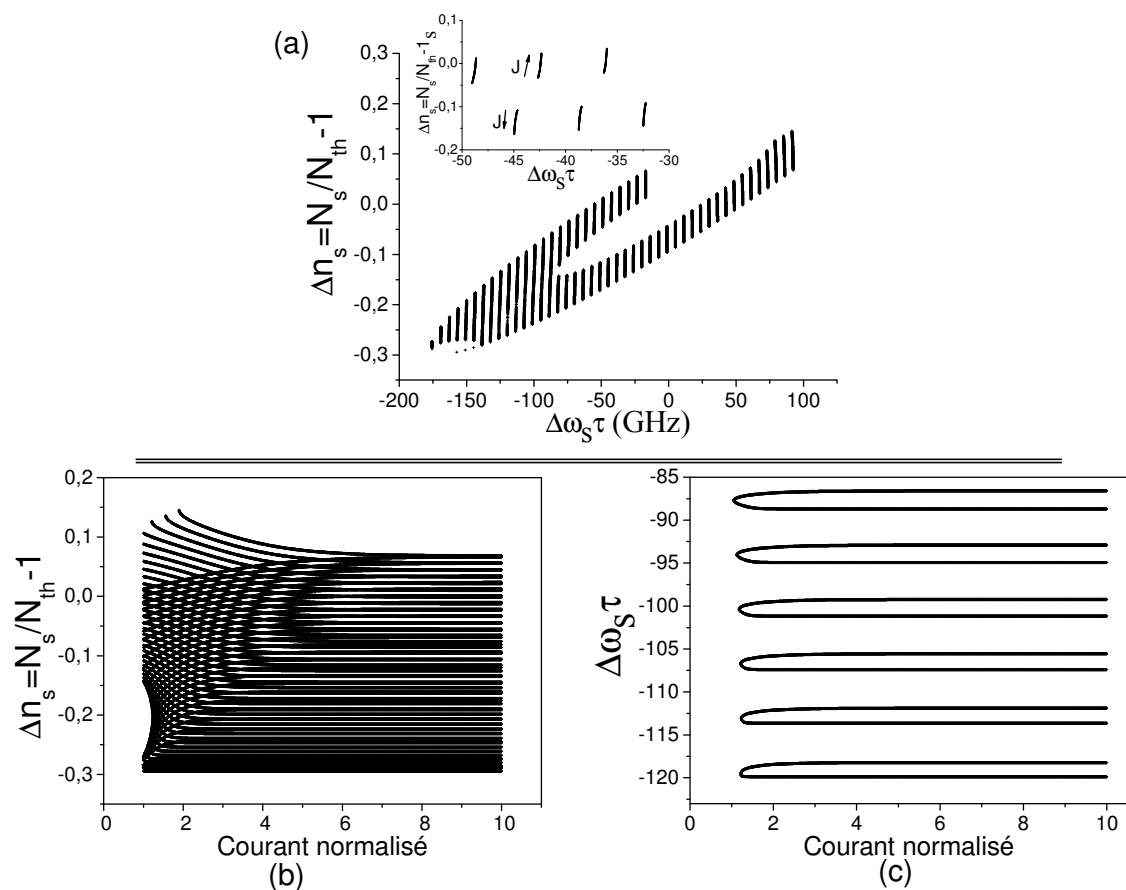 (a)
Δn_s=N_s/N_th-1
0,3
0,2
0,1
0,0
-0,1
-0,2
-0,3
-200 -150 -100 -50 0 50 100
Δω_Sτ (GHz)
Δn_s=N_s/N_th-1_S
0,1
0,0
-0,1
-0,2
J
J
-50 -45 -40 -35 -30
Δω_Sτ
Δn_s=N_s/N_th-1
0,2
0,1
0,0
-0,1
-0,2
-0,3
2 4 6 8 10
Courant normalisé
(b)
Δω_Sτ
-85
-90
-95
-100
-105
-110
-115
-120
0 2 4 6 8 10
Courant normalisé
(c)